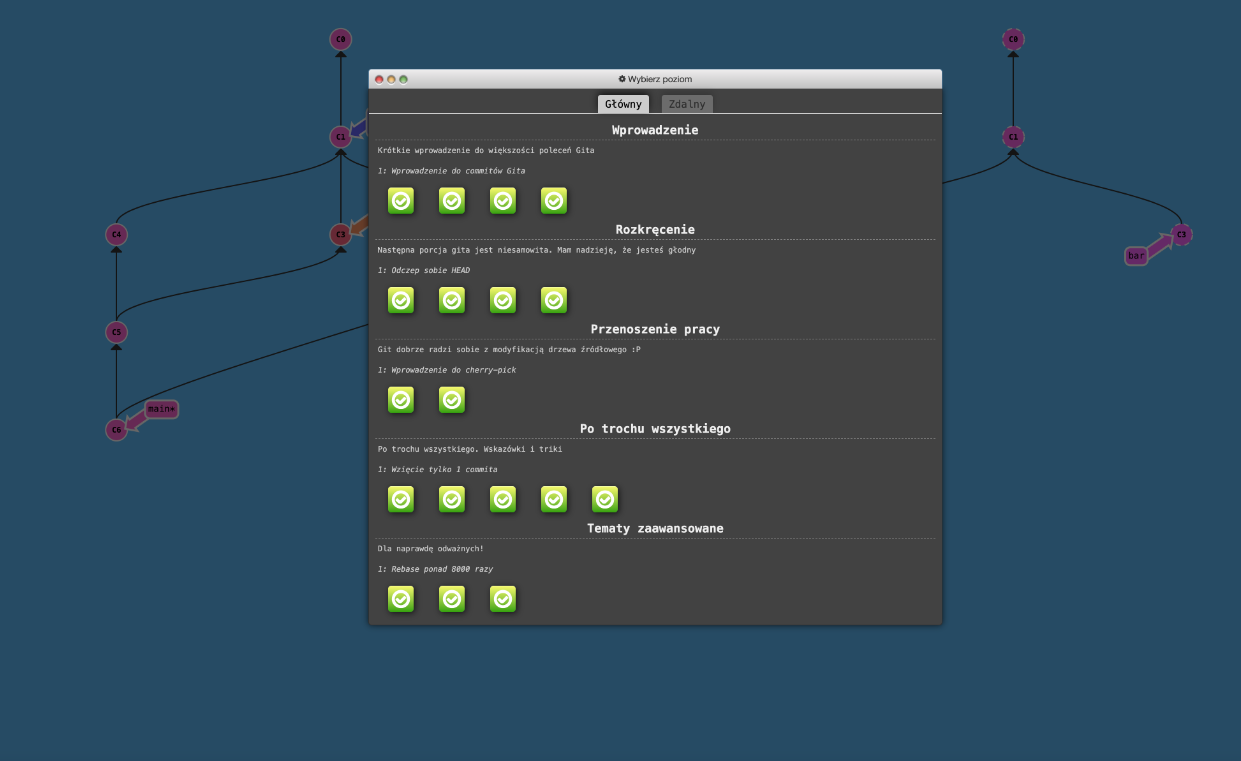 C0
C0
Wybierz poziom
Główny
Zdalny
Wprowadzenie
C1
C1
Krótkie wprowadzenie do większości poleceń Gita
1: Wprowadzenie do commitów Gita
Rozkręcenie
C4
C3
C3
Następna porcja gita jest niesamowita. Mam nadzieję, że jesteś głodny
bar
1: Odczep sobie HEAD
Przenoszenie pracy
C5
Git dobrze radzi sobie z modyfikacją drzewa źródłowego :P
1: Wprowadzenie do cherry-pick
main*
C6
Po trochu wszystkiego
Po trochu wszystkiego. Wskazówki i triki
1: Wzięcie tylko 1 commita
Tematy zaawansowane
Dla naprawdę odważnych!
1: Rebase ponad 8000 razy